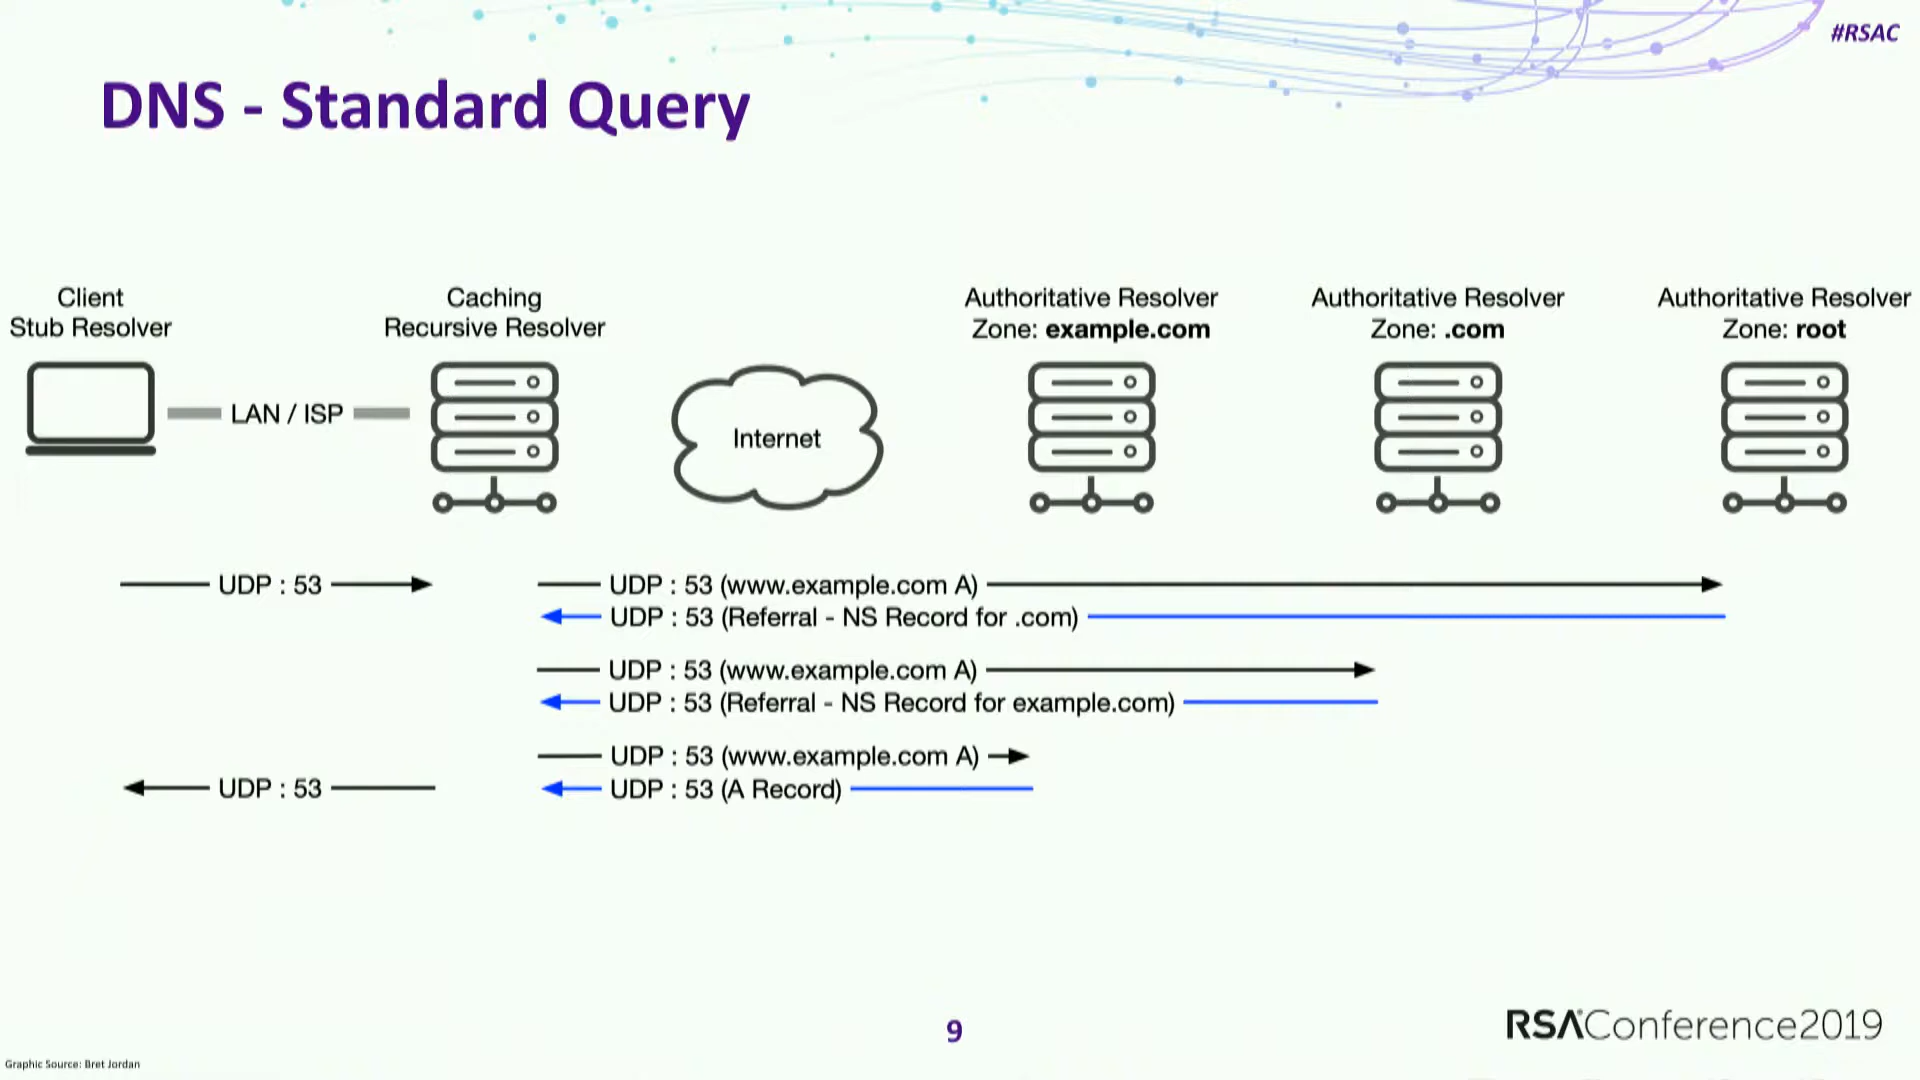 #RSAC
DNS - Standard Query
Client
Stub Resolver
Caching
Recursive Resolver
Authoritative Resolver
Zone: example.com
Authoritative Resolver
Zone: .com
Authoritative Resolver
Zone: root
LAN / ISP
Internet
UDP : 53
UDP : 53 (www.example.com A)
UDP : 53 (Referral - NS Record for .com)
UDP : 53 (www.example.com A)
UDP : 53 (Referral - NS Record for example.com)
UDP : 53 (www.example.com A)
UDP : 53
UDP : 53 (A Record)
9
RSAConference2019
Graphic Source: Bret Jordan